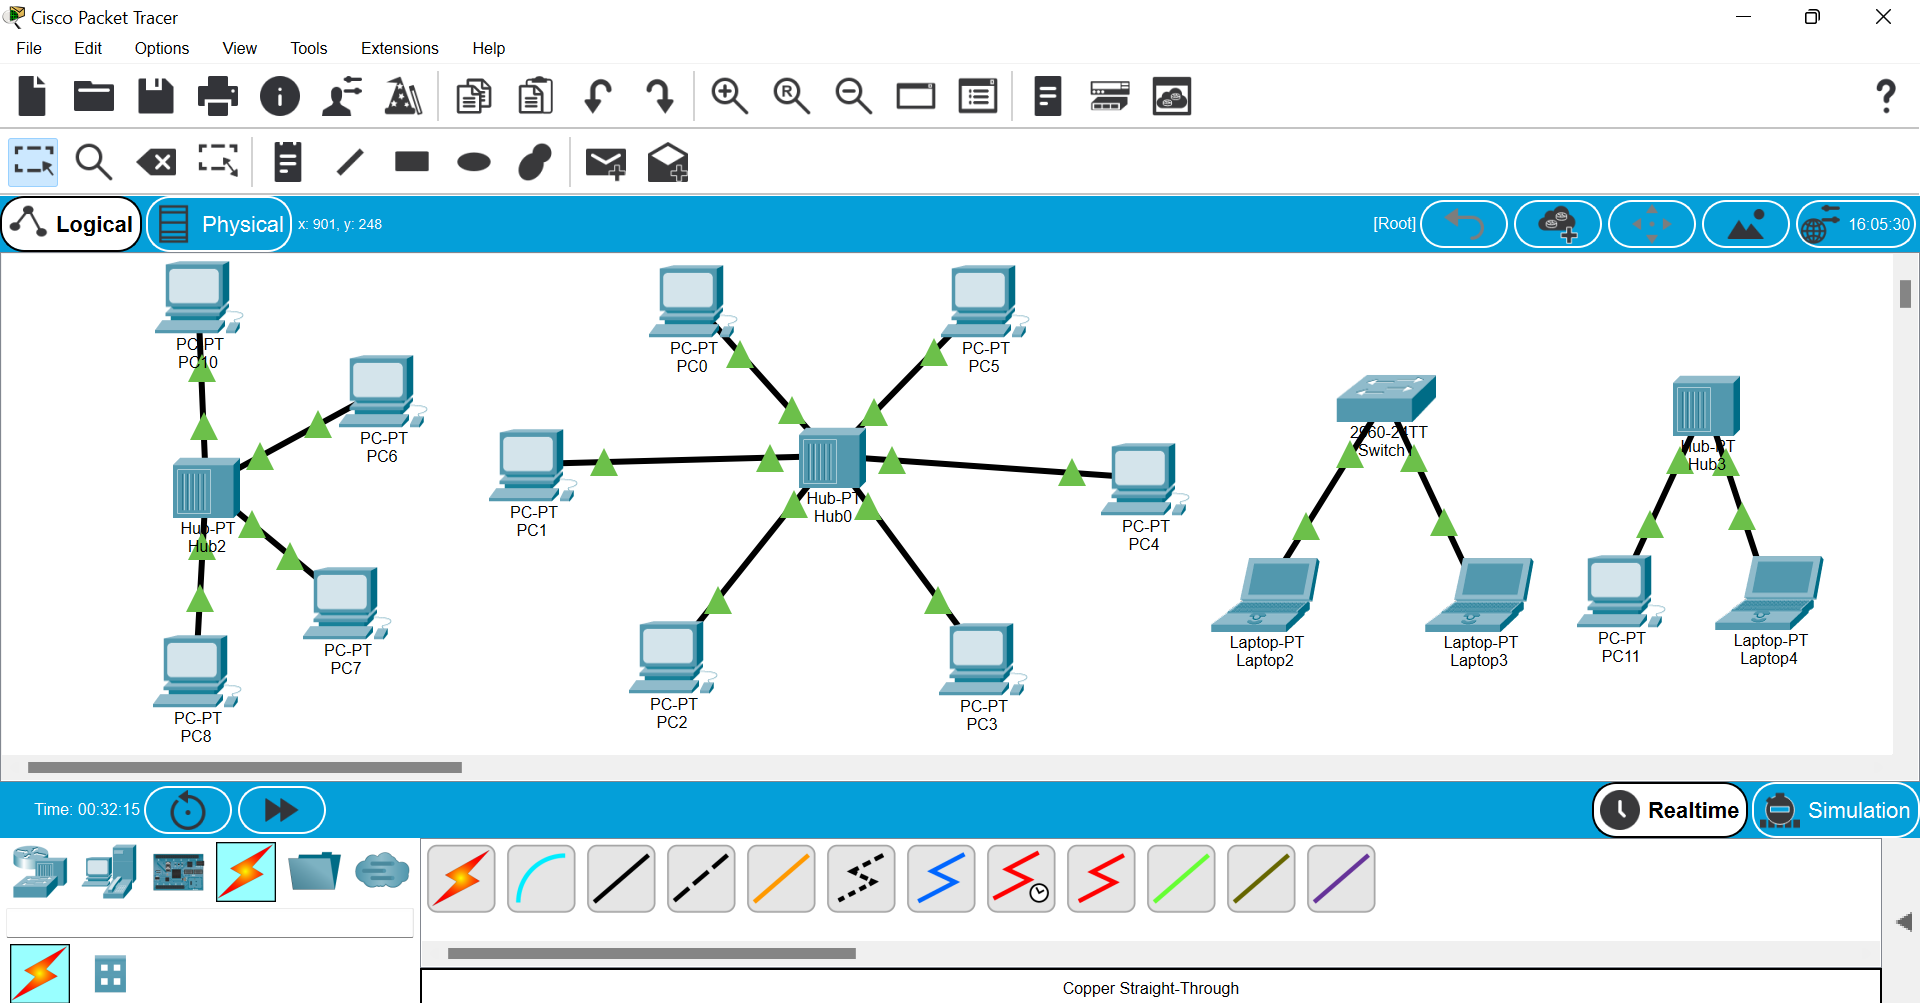 Cisco Packet Tracer
File Edit Options View Tools Extensions Help
Logical Physical x: 901, y: 248 [Root] 16:05:30
PC-PT
PC10
PC-PT
PC6
Hub-PT
Hub2
PC-PT
PC7
PC-PT
PC8
PC-PT
PC0
PC-PT
PC5
PC-PT
PC1
Hub-PT
Hub0
PC-PT
PC4
PC-PT
PC2
PC-PT
PC3
2960-24TT
Switch
Laptop-PT
Laptop2
Laptop-PT
Laptop3
Hub-PT
Hub3
PC-PT
PC11
Laptop-PT
Laptop4
Time: 00:32:15 Realtime Simulation
Copper Straight-Through